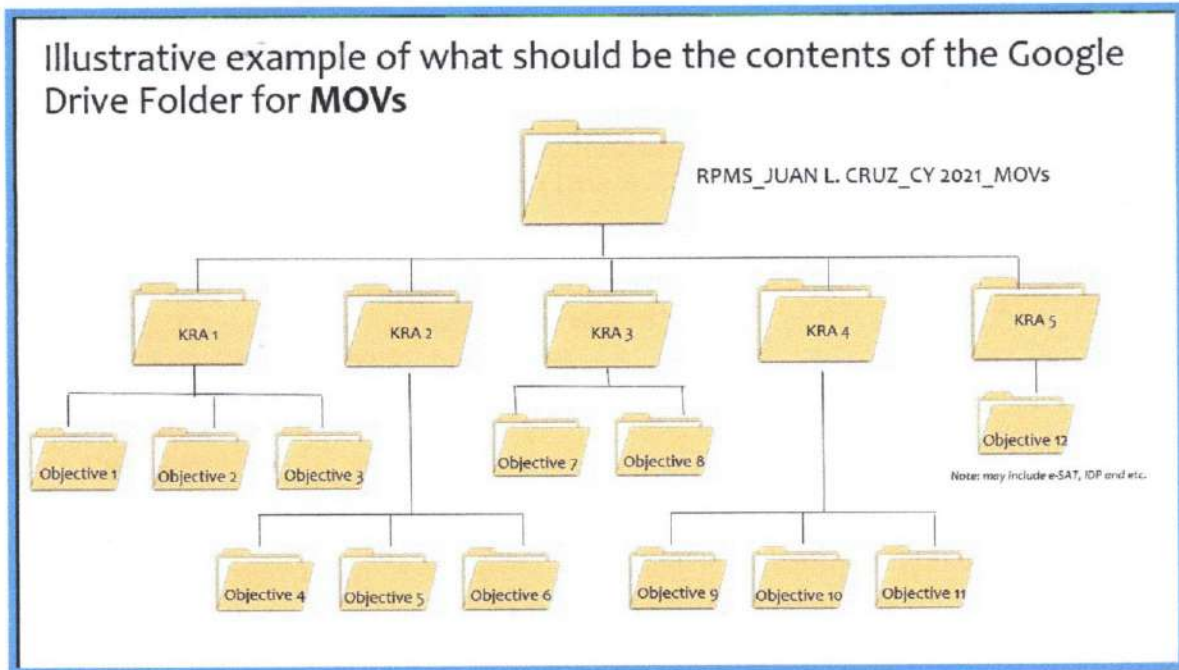 Illustrative example of what should be the contents of the Google
Drive Folder for MOVs
RPMS_JUAN L. CRUZ_CY 2021_MOVs
KRA 1
KRA 2
KRA 3
KRA 4
KRA 5
Objective 1
Objective 2
Objective 3
Objective 7
Objective 8
Objective 12
Note: may include e-SAT, IDP and etc.
Objective 4
Objective 5
Objective 6
Objective 9
Objective 10
Objective 11